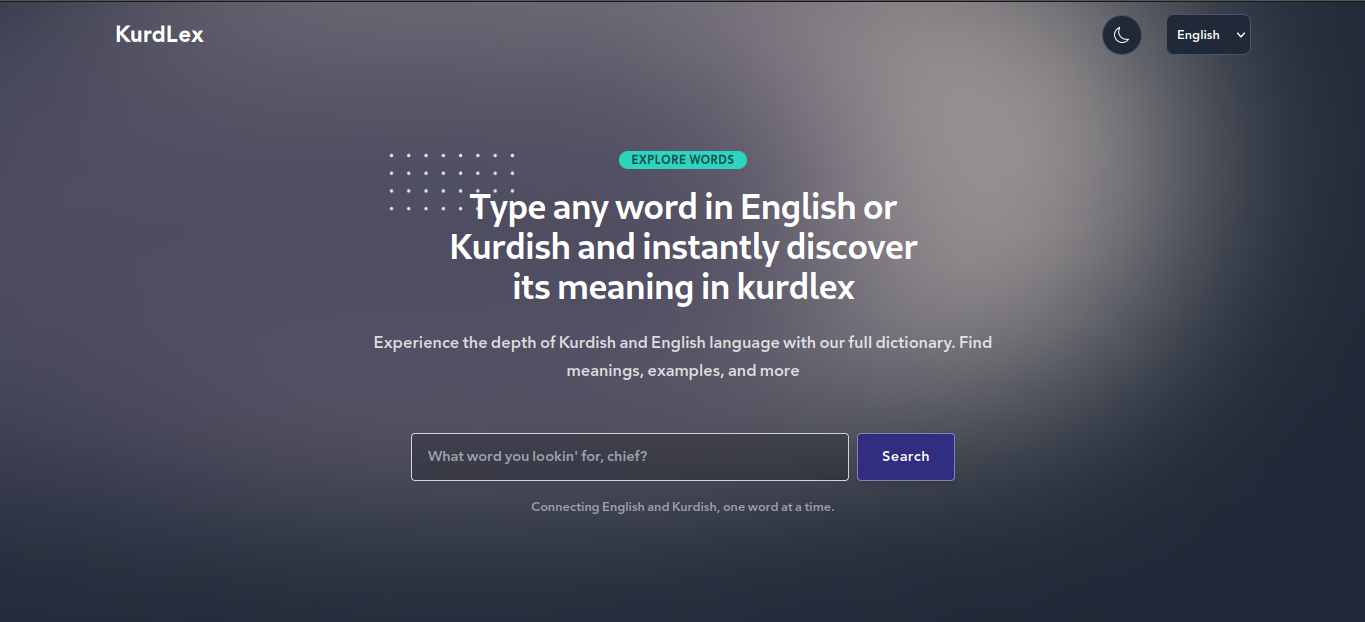 KurdLex
English
EXPLORE WORDS
Type any word in English or
Kurdish and instantly discover
its meaning in kurdlex
Experience the depth of Kurdish and English language with our full dictionary. Find
meanings, examples, and more
What word you lookin' for, chief?
Search
Connecting English and Kurdish, one word at a time.